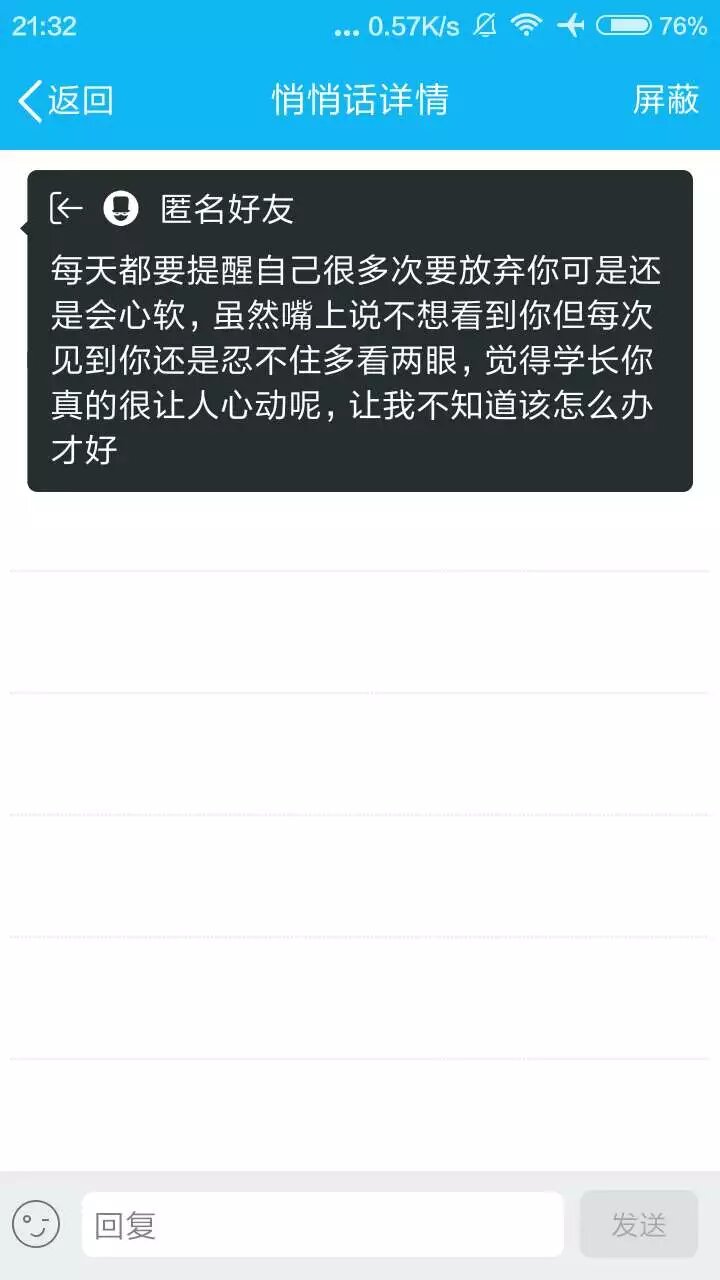 21:32 ... 0.57K/s 76%
返回 悄悄话详情 屏蔽
匿名好友
每天都要提醒自己很多次要放弃你可是还
是会心软，虽然嘴上说不想看到你但每次
见到你还是忍不住多看两眼，觉得学长你
真的很让人心动呢，让我不知道该怎么办
才好
回复 发送